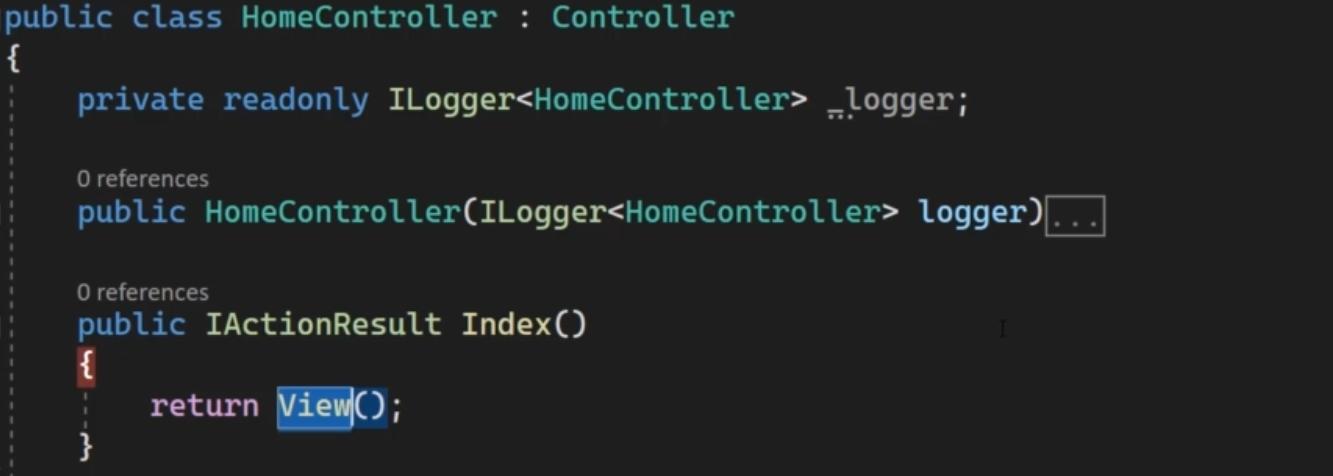 public class HomeController : Controller
{
private readonly ILogger<HomeController> _logger;
0 references
public HomeController(ILogger<HomeController> logger)...
0 references
public IActionResult Index()
{
return View();
}